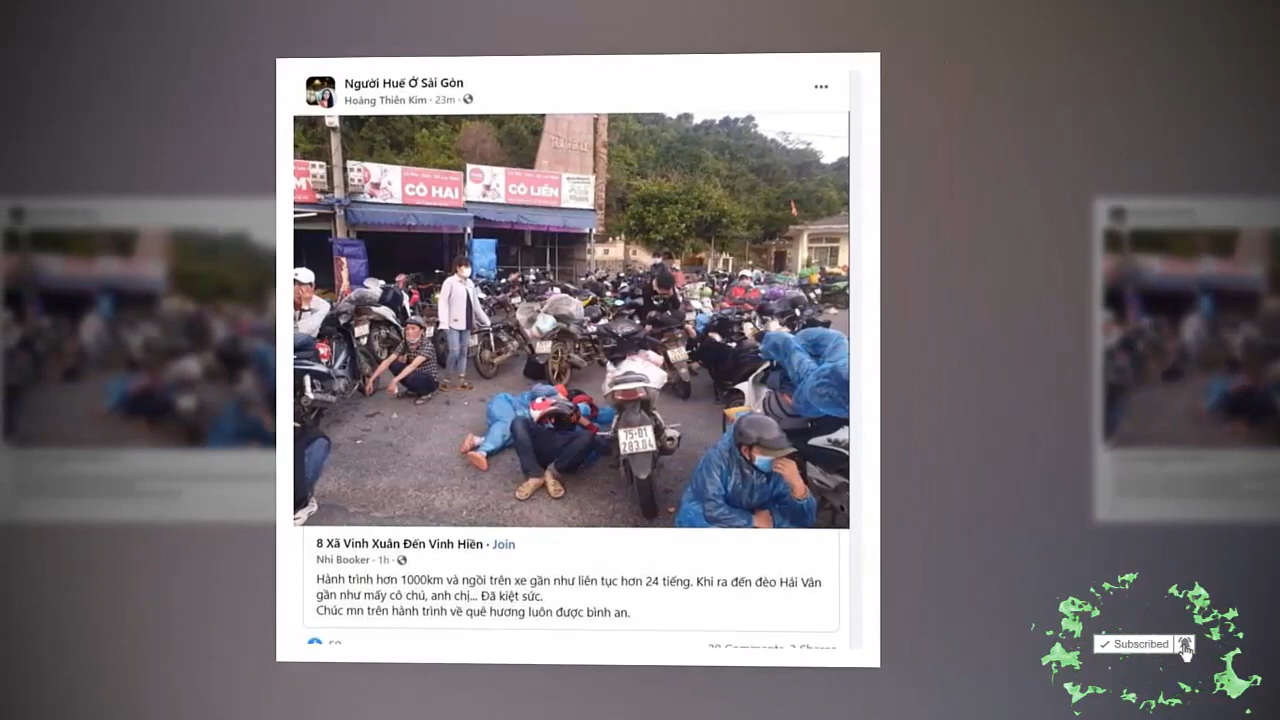 Người Huế Ở Sài Gòn
Hoàng Thiên Kim · 23m ·
CÔ HAI
CÔ LIÊN
75-D1
283.04
8 Xã Vinh Xuân Đến Vinh Hiền · Join
Nhi Booker · 1h ·
Hành trình hơn 1000km và ngồi trên xe gần như liên tục hơn 24 tiếng. Khi ra đến đèo Hải Vân
gần như mấy cô chú, anh chị... Đã kiệt sức.
Chúc mn trên hành trình về quê hương luôn được bình an.
Subscribed